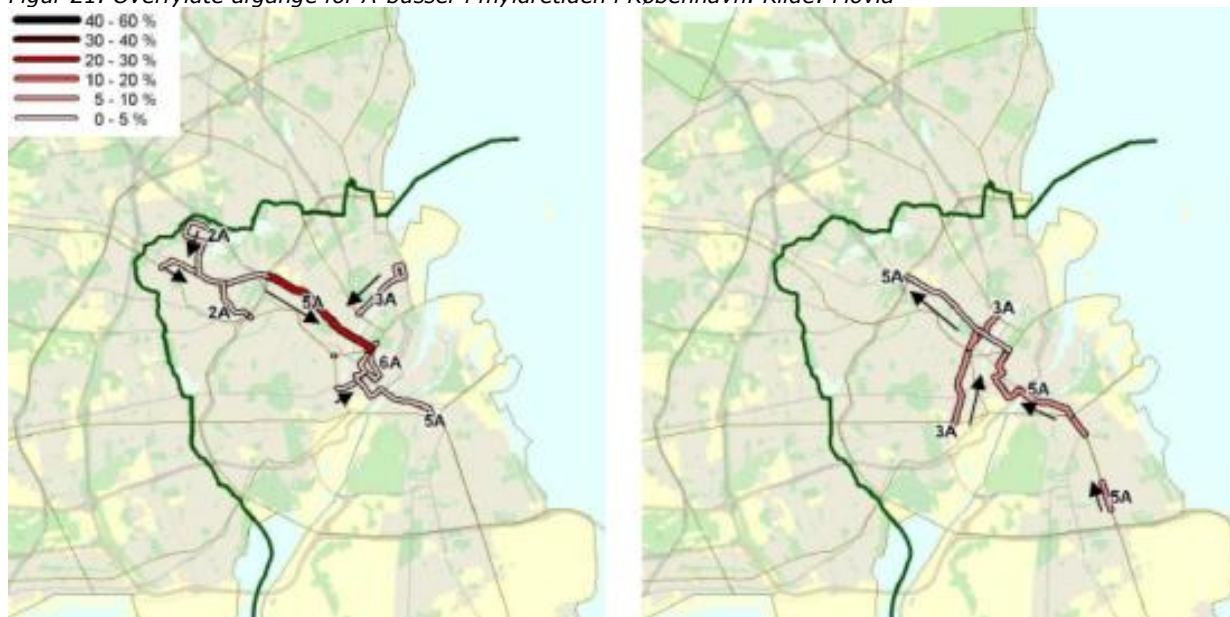 Figur 21: Overfyldte afgange for A-busser i myldretiden i København. Kilde: Movia
40 - 60 %
30 - 40 %
20 - 30 %
10 - 20 %
5 - 10 %
0 - 5 %
2A
2A
5A
3A
6A
5A
5A
3A
5A
3A
5A